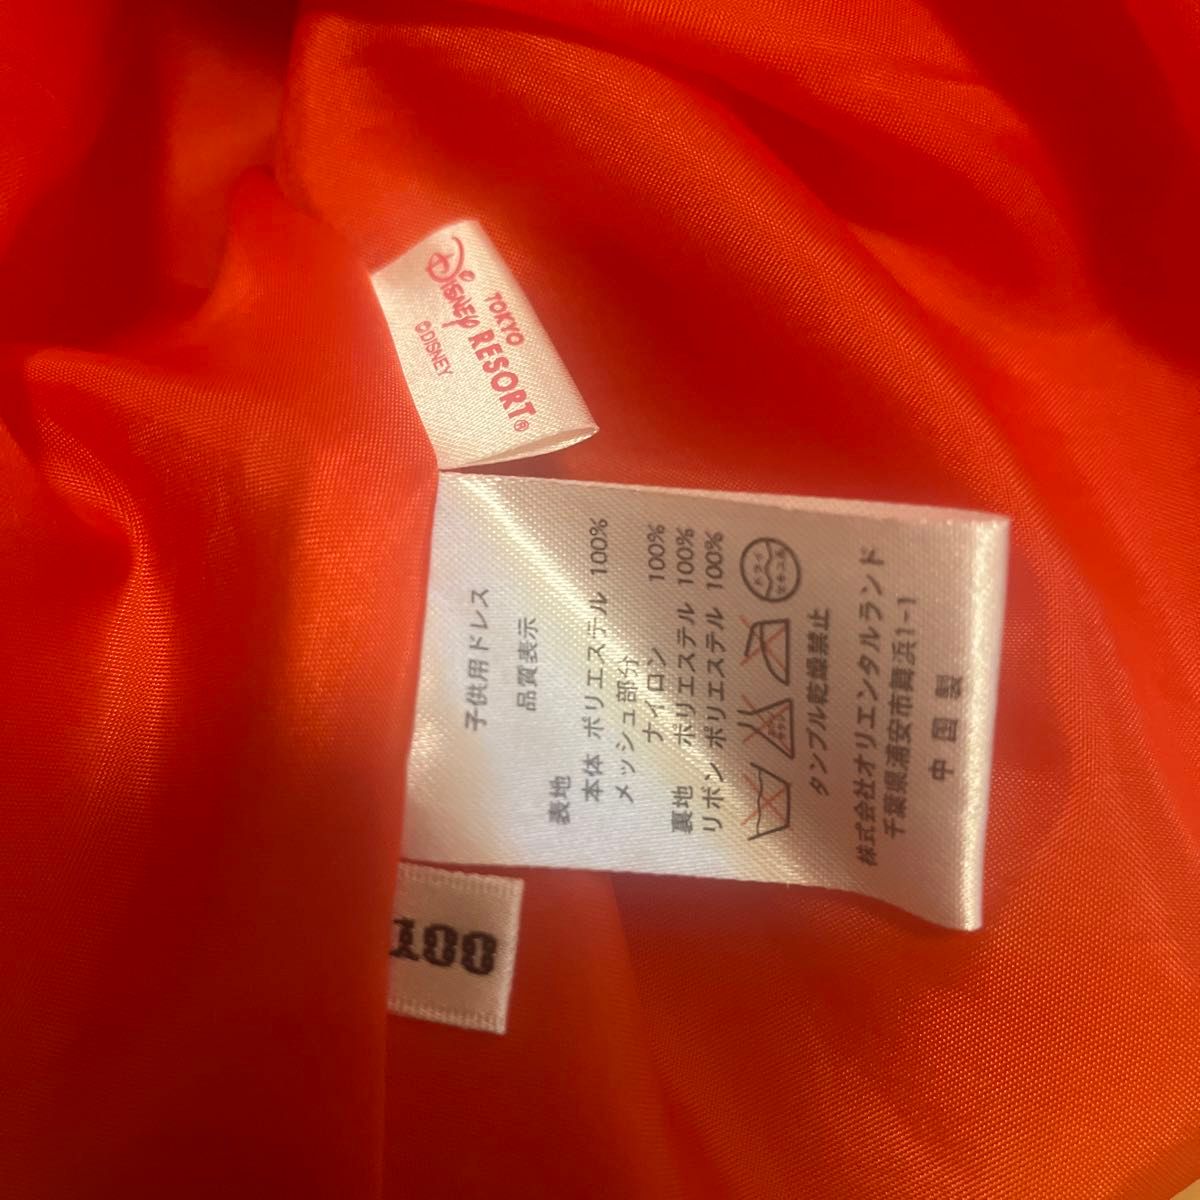 TOKYO
DISNEY RESORT®
©DISNEY
子供用ドレス
品質表示
表地
本体 ポリエステル 100%
メッシュ部分
ナイロン 100%
裏地 ポリエステル 100%
リボン ポリエステル 100%
ドライ
タンブル乾燥禁止
株式会社オリエンタルランド
千葉県浦安市舞浜1-1
中国製
100